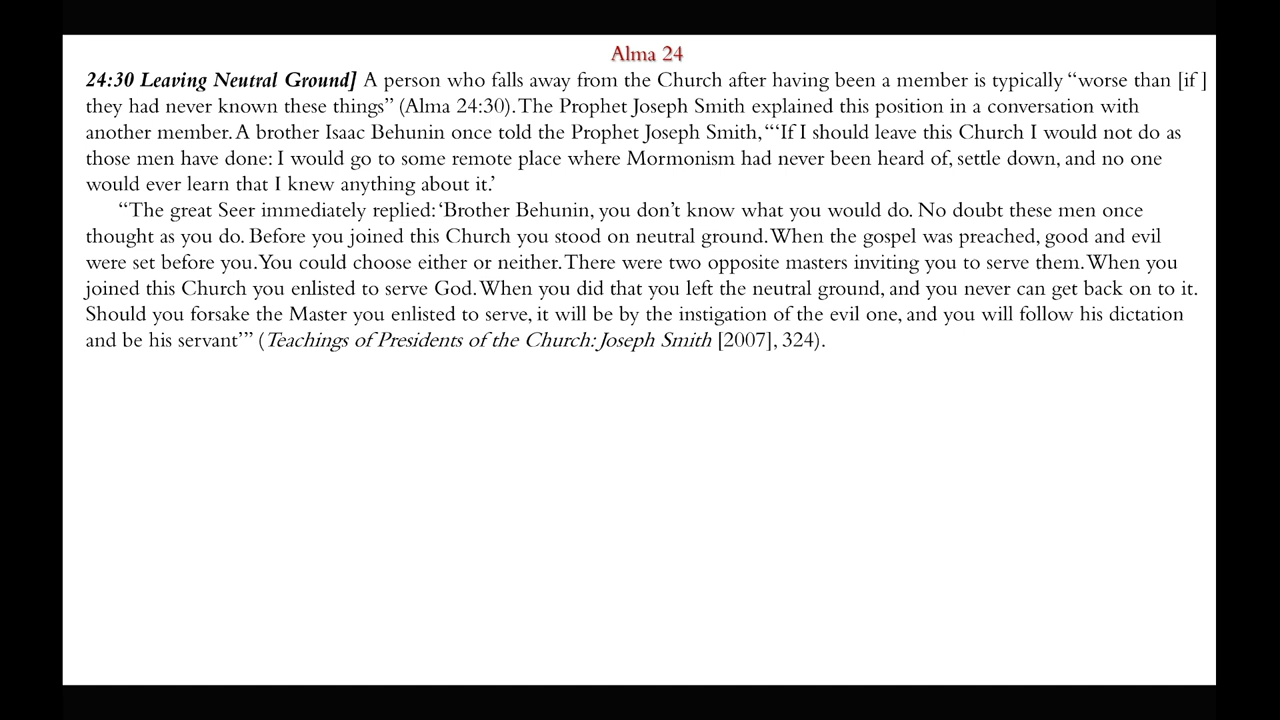 Alma 24
24:30 Leaving Neutral Ground] A person who falls away from the Church after having been a member is typically “worse than [if ]
they had never known these things” (Alma 24:30). The Prophet Joseph Smith explained this position in a conversation with
another member. A brother Isaac Behunin once told the Prophet Joseph Smith, “‘If I should leave this Church I would not do as
those men have done: I would go to some remote place where Mormonism had never been heard of, settle down, and no one
would ever learn that I knew anything about it.’
“The great Seer immediately replied: ‘Brother Behunin, you don’t know what you would do. No doubt these men once
thought as you do. Before you joined this Church you stood on neutral ground. When the gospel was preached, good and evil
were set before you. You could choose either or neither. There were two opposite masters inviting you to serve them. When you
joined this Church you enlisted to serve God. When you did that you left the neutral ground, and you never can get back on to it.
Should you forsake the Master you enlisted to serve, it will be by the instigation of the evil one, and you will follow his dictation
and be his servant’” (Teachings of Presidents of the Church: Joseph Smith [2007], 324).